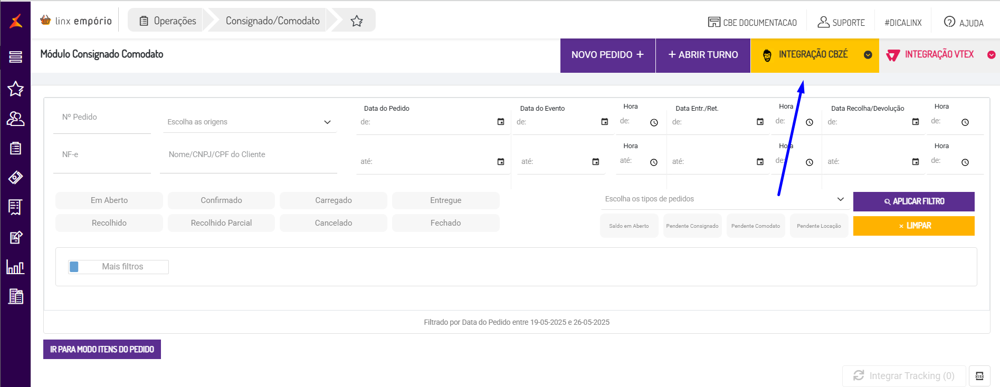 linx empório
Operações
Consignado/Comodato
CBE DOCUMENTACAO
SUPORTE
#DICALINX
AJUDA
Módulo Consignado Comodato
NOVO PEDIDO +
+ ABRIR TURNO
INTEGRAÇÃO CBZÉ
INTEGRAÇÃO VTEX
Nº Pedido
Escolha as origens
Data do Pedido
de:
Data do Evento
de:
Hora
de:
Data Entr./Ret.
de:
Hora
de:
Data Recolha/Devolução
de:
Hora
de:
NF-e
Nome/CNPJ/CPF do Cliente
até:
até:
Hora
até:
até:
Hora
de:
até:
Hora
de:
Em Aberto
Confirmado
Carregado
Entregue
Escolha os tipos de pedidos
APLICAR FILTRO
Recolhido
Recolhido Parcial
Cancelado
Fechado
Saldo em Aberto
Pendente Consignado
Pendente Comodato
Pendente Locação
× LIMPAR
Mais filtros
Filtrado por Data do Pedido entre 19-05-2025 e 26-05-2025
IR PARA MODO ITENS DO PEDIDO
Integrar Tracking (0)
xlsx